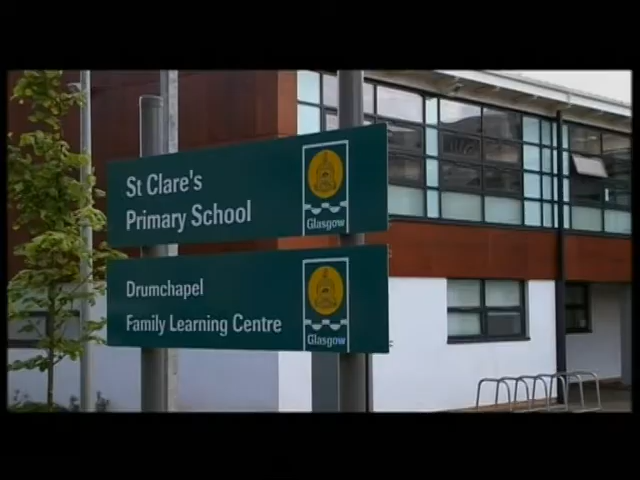 St Clare's
Primary School
Glasgow
Drumchapel
Family Learning Centre
Glasgow